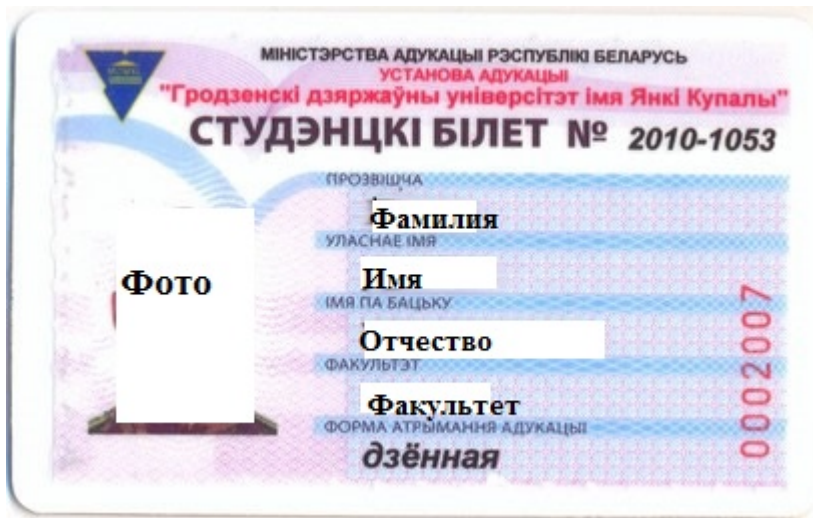 МІНІСТЭРСТВА АДУКАЦЫІ РЭСПУБЛІКІ БЕЛАРУСЬ
УСТАНОВА АДУКАЦЫІ
"Гродзенскі дзяржаўны універсітэт імя Янкі Купалы"
СТУДЭНЦКІ БІЛЕТ № 2010-1053
ПРОЗВІШЧА
Фамилия
УЛАСНАЕ ІМЯ
Фото
Имя
ІМЯ ПА БАЦЬКУ
Отчество
ФАКУЛЬТЭТ
Факультет
ФОРМА АТРЫМАННЯ АДУКАЦЫІ
дзённая
0002007